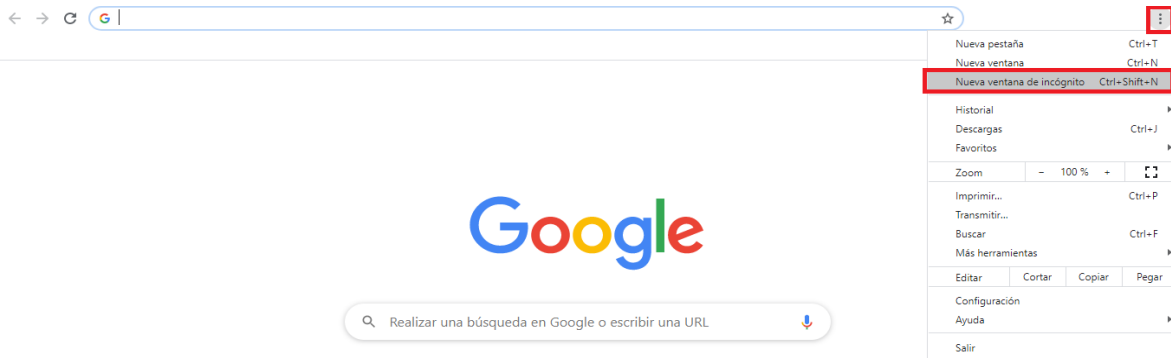 Nueva pestaña Ctrl+T
Nueva ventana Ctrl+N
Nueva ventana de incógnito Ctrl+Shift+N
Historial
Descargas Ctrl+J
Favoritos
Zoom - 100 % +
Imprimir... Ctrl+P
Transmitir...
Buscar Ctrl+F
Más herramientas
Editar Cortar Copiar Pegar
Configuración
Ayuda
Salir
Google
Realizar una búsqueda en Google o escribir una URL